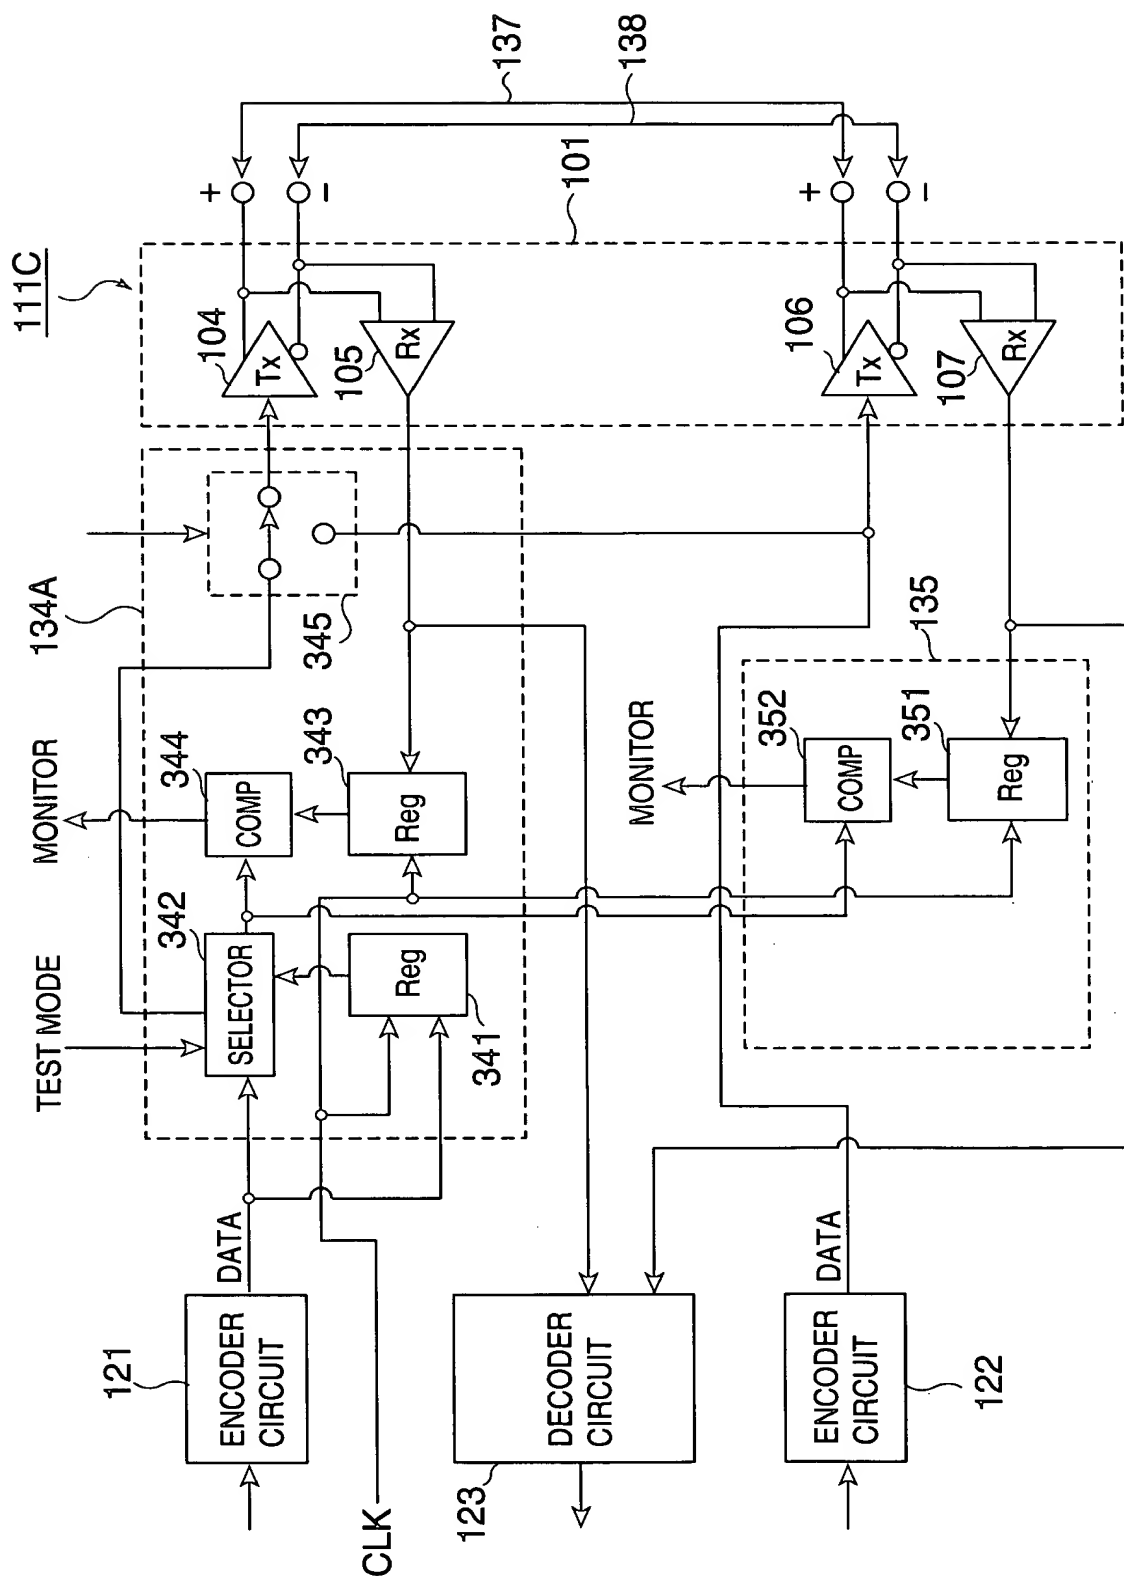 111C
134A
TEST MODE
MONITOR
342
344
345
104
Tx
+
-
137
138
101
SELECTOR
COMP
343
Reg
341
Reg
105
Rx
121
ENCODER
CIRCUIT
DATA
CLK
123
DECODER
CIRCUIT
MONITOR
352
COMP
351
Reg
135
106
Tx
+
-
107
Rx
ENCODER
CIRCUIT
DATA
122